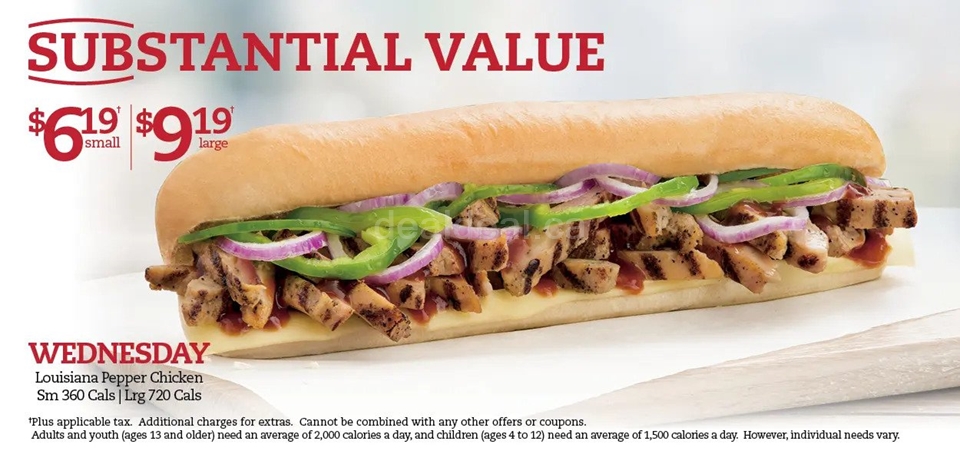 SUBSTANTIAL VALUE
$6.19† small | $9.19† large
WEDNESDAY
Louisiana Pepper Chicken
Sm 360 Cals | Lrg 720 Cals
†Plus applicable tax. Additional charges for extras. Cannot be combined with any other offers or coupons.
Adults and youth (ages 13 and older) need an average of 2,000 calories a day, and children (ages 4 to 12) need an average of 1,500 calories a day. However, individual needs vary.